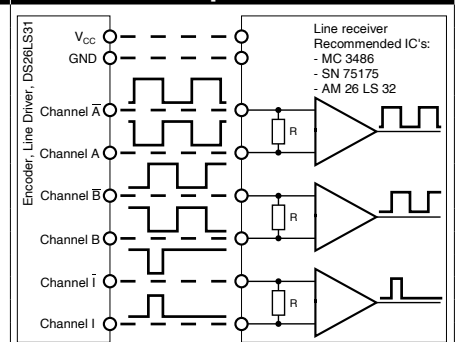 Encoder, Line Driver, DS26LS31
VCC
GND
Channel A̅
Channel A
Channel B̅
Channel B
Channel I̅
Channel I
Line receiver
Recommended IC's:
- MC 3486
- SN 75175
- AM 26 LS 32
R
R
R